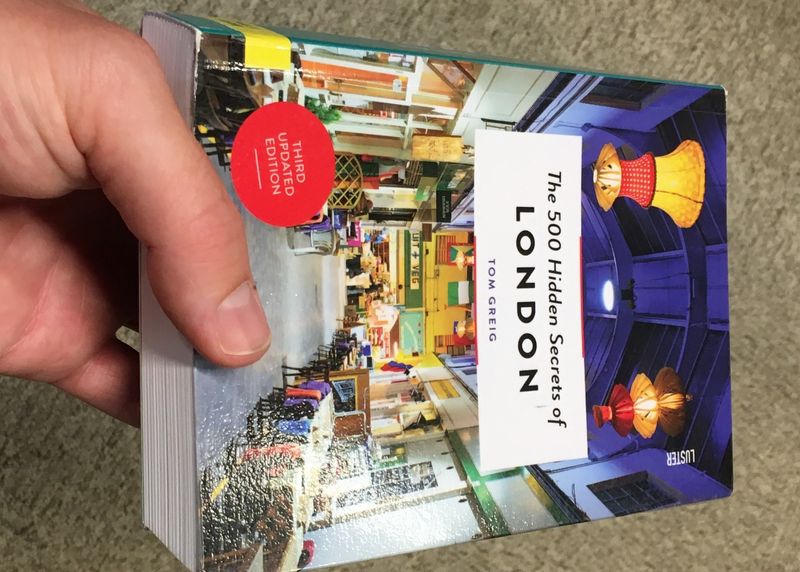 LUSTER
The 500 Hidden Secrets of
LONDON
TOM GREIG
THIRD
UPDATED
EDITION